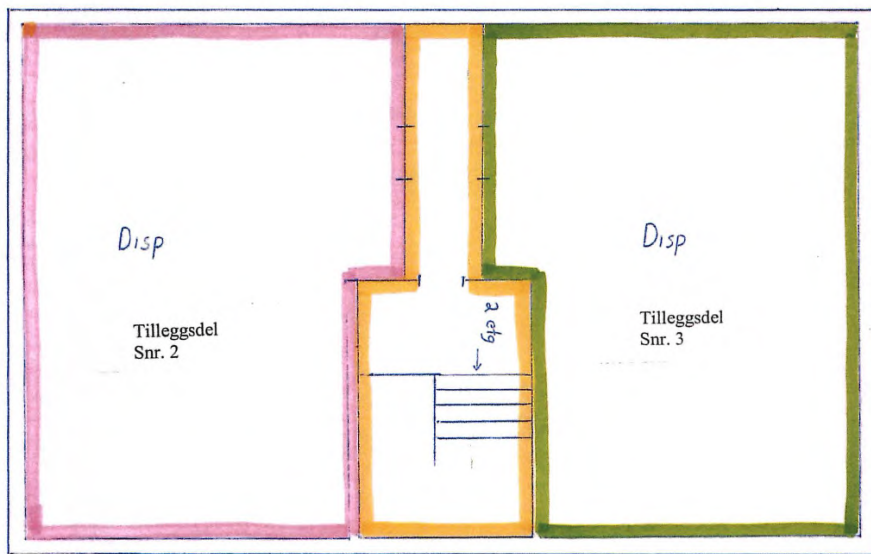 Disp
Tilleggsdel
Snr. 2
2 etg
Disp
Tilleggsdel
Snr. 3